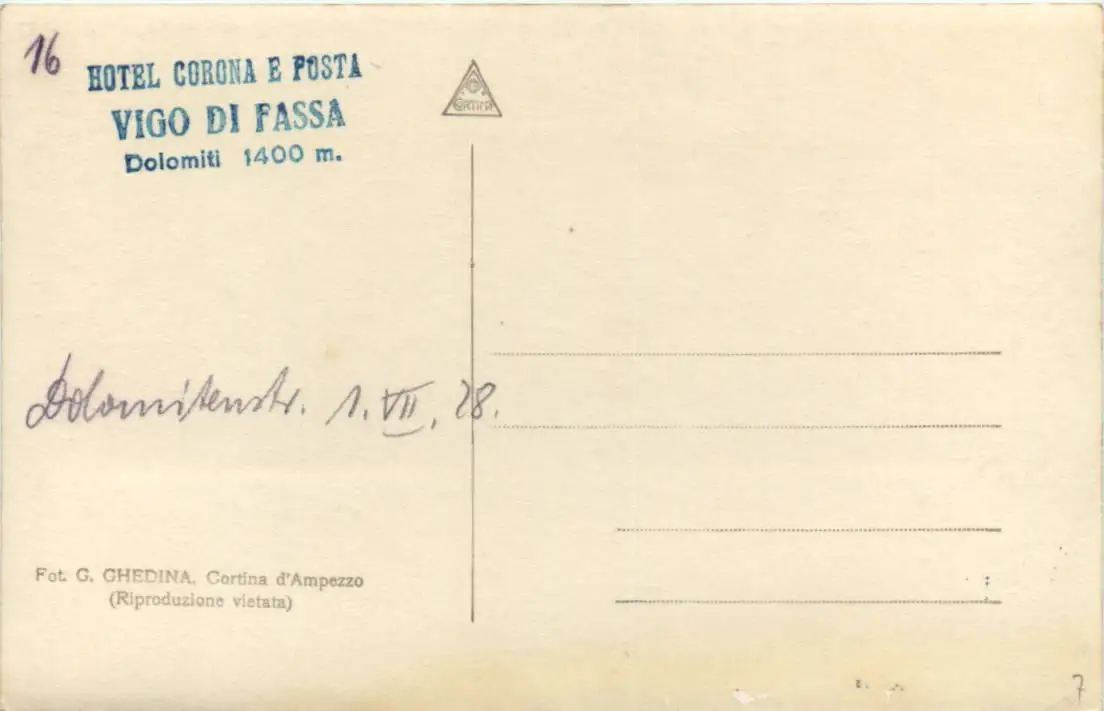 16
HOTEL CORONA E POSTA
VIGO DI FASSA
Dolomiti 1400 m.
Dolomitenstr. 1. VII. 28.
Fot. G. GHEDINA, Cortina d'Ampezzo
(Riproduzione vietata)
7